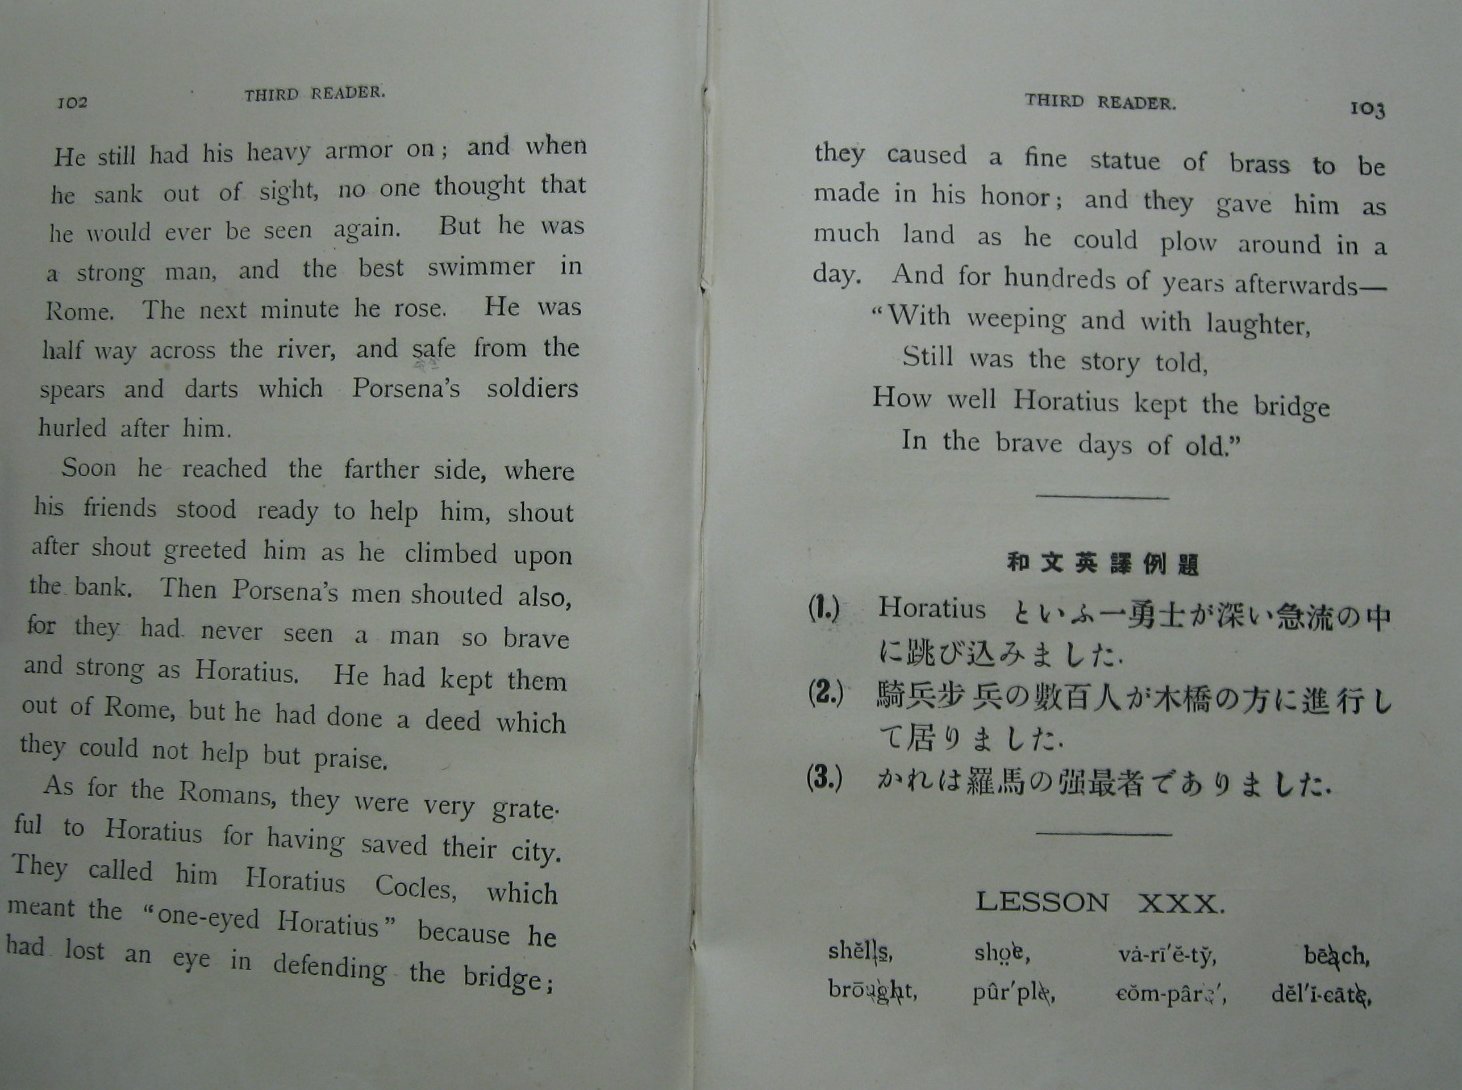 102
THIRD READER.
He still had his heavy armor on; and when
he sank out of sight, no one thought that
he would ever be seen again. But he was
a strong man, and the best swimmer in
Rome. The next minute he rose. He was
half way across the river, and safe from the
spears and darts which Porsena's soldiers
hurled after him.
Soon he reached the farther side, where
his friends stood ready to help him, shout
after shout greeted him as he climbed upon
the bank. Then Porsena's men shouted also,
for they had never seen a man so brave
and strong as Horatius. He had kept them
out of Rome, but he had done a deed which
they could not help but praise.
As for the Romans, they were very grate-
ful to Horatius for having saved their city.
They called him Horatius Cocles, which
meant the “one-eyed Horatius” because he
had lost an eye in defending the bridge;
THIRD READER.
103
they caused a fine statue of brass to be
made in his honor; and they gave him as
much land as he could plow around in a
day. And for hundreds of years afterwards—
“With weeping and with laughter,
Still was the story told,
How well Horatius kept the bridge
In the brave days of old.”
和文英譯例題
(1.) Horatius といふ一勇士が深い急流の中
に跳び込みました.
(2.) 騎兵步兵の數百人が木橋の方に進行し
て居りました.
(3.) かれは羅馬の强最者でありました.
LESSON XXX.
shĕlls, sho̤e, vȧ-rī′ĕ-ty̆, bēach,
brōught, pûr′ple, cŏm-pâre′, dĕl′ĭ-cāte,